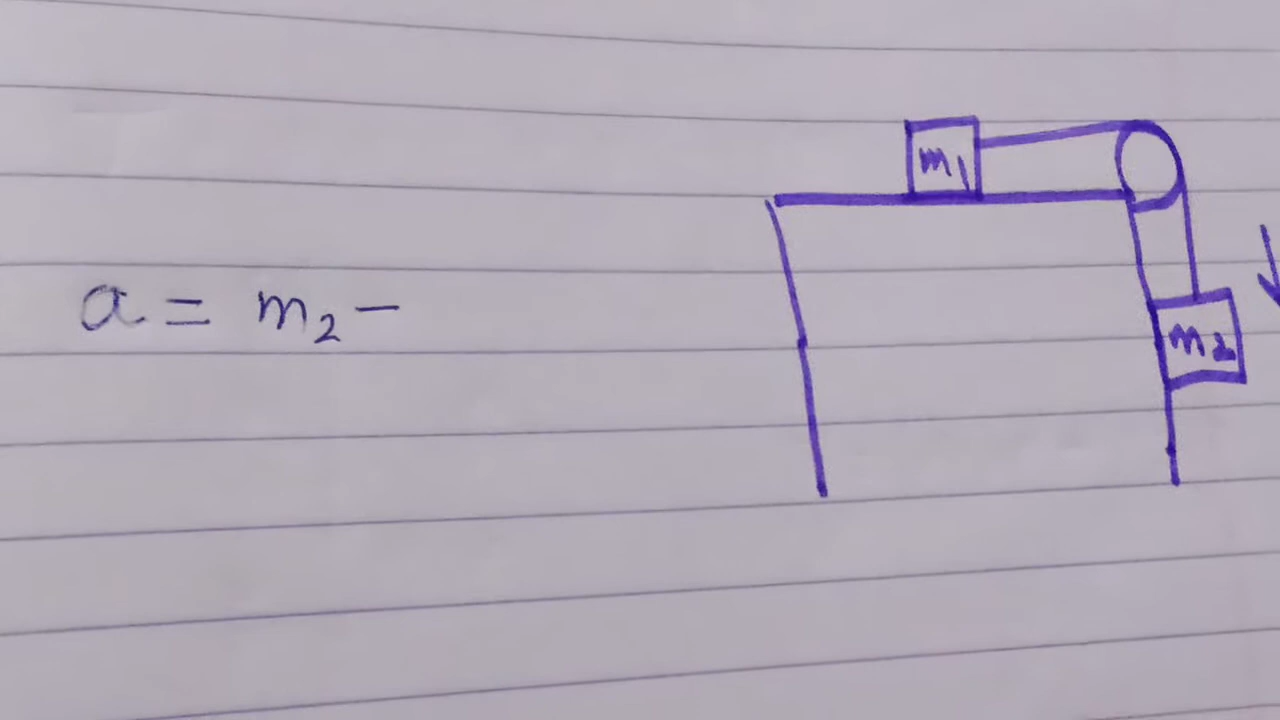 m₁
a = m₂ −
m₂